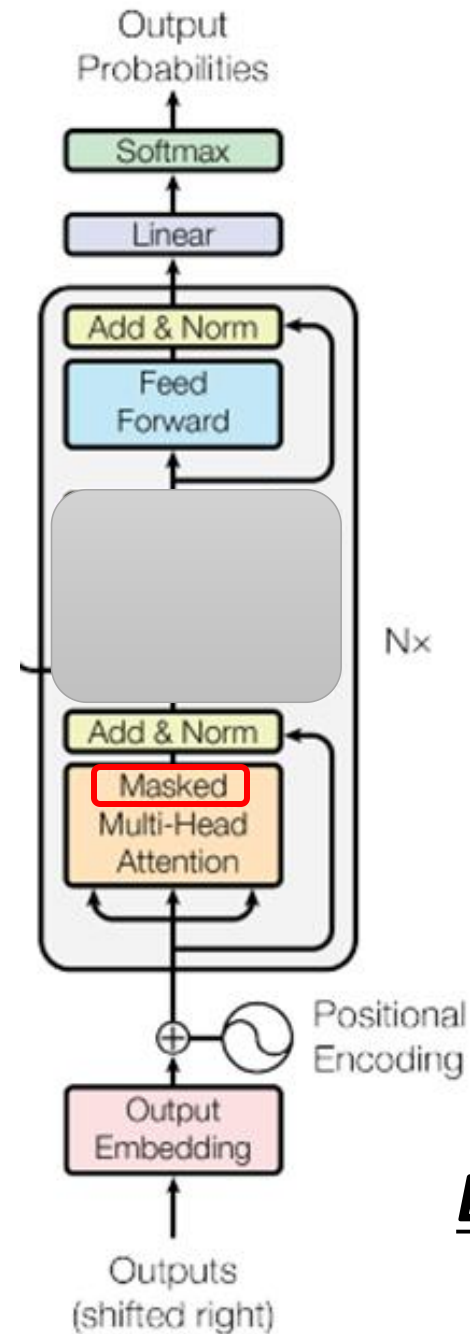 Output
Probabilities
Softmax
Linear
Add & Norm
Feed
Forward
N×
Add & Norm
Masked
Multi-Head
Attention
Positional
Encoding
Output
Embedding
Outputs
(shifted right)